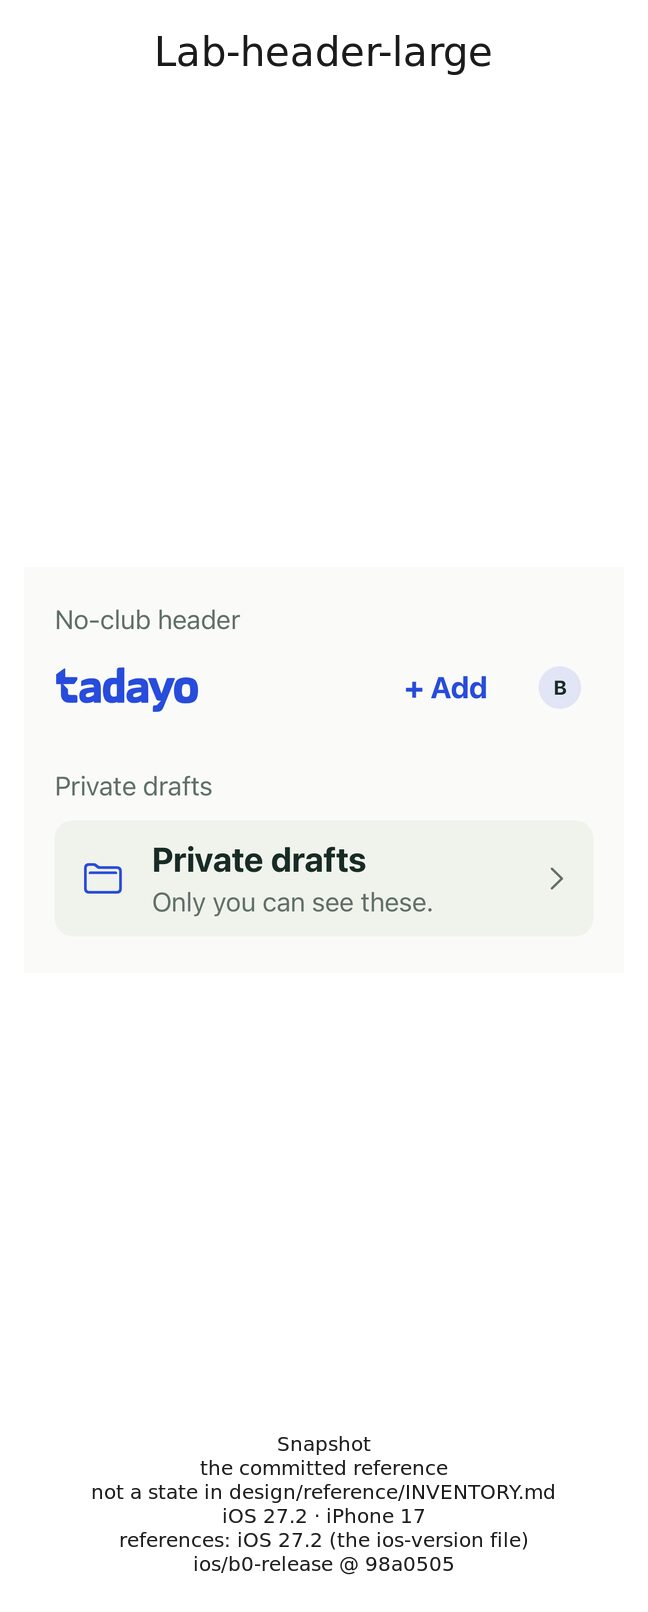 Lab-header-large
No-club header
tadayo
+ Add
B
Private drafts
Private drafts
Only you can see these.
Snapshot
the committed reference
not a state in design/reference/INVENTORY.md
iOS 27.2 · iPhone 17
references: iOS 27.2 (the ios-version file)
ios/b0-release @ 98a0505